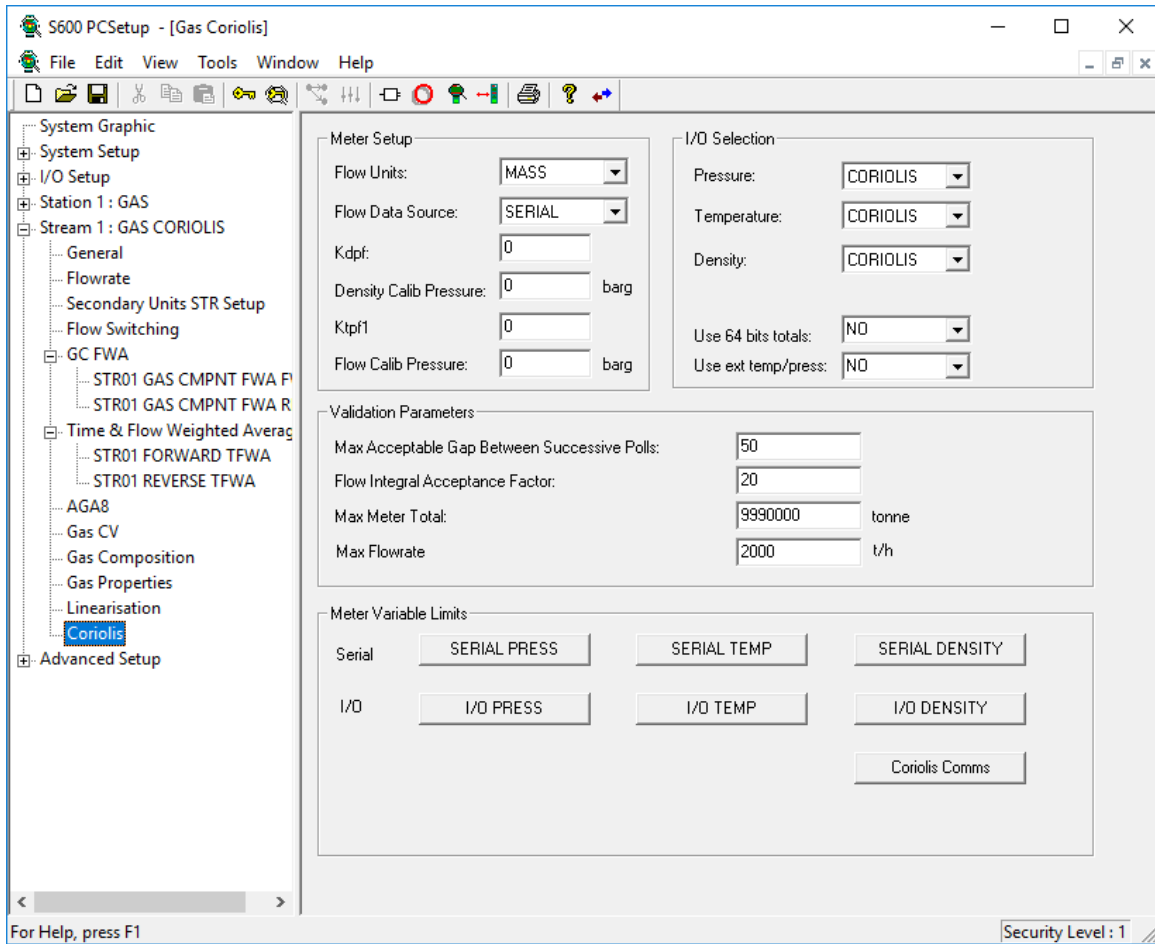 S600 PCSetup - [Gas Coriolis]
File Edit View Tools Window Help
System Graphic
System Setup
I/O Setup
Station 1 : GAS
Stream 1 : GAS CORIOLIS
General
Flowrate
Secondary Units STR Setup
Flow Switching
GC FWA
STR01 GAS CMPNT FWA F
STR01 GAS CMPNT FWA R
Time & Flow Weighted Averag
STR01 FORWARD TFWA
STR01 REVERSE TFWA
AGA8
Gas CV
Gas Composition
Gas Properties
Linearisation
Coriolis
Advanced Setup
Meter Setup
Flow Units: MASS
Flow Data Source: SERIAL
Kdpf: 0
Density Calib Pressure: 0 barg
Ktpf1 0
Flow Calib Pressure: 0 barg
I/O Selection
Pressure: CORIOLIS
Temperature: CORIOLIS
Density: CORIOLIS
Use 64 bits totals: NO
Use ext temp/press: NO
Validation Parameters
Max Acceptable Gap Between Successive Polls: 50
Flow Integral Acceptance Factor: 20
Max Meter Total: 9990000 tonne
Max Flowrate 2000 t/h
Meter Variable Limits
Serial SERIAL PRESS SERIAL TEMP SERIAL DENSITY
I/O I/O PRESS I/O TEMP I/O DENSITY
Coriolis Comms
For Help, press F1
Security Level : 1